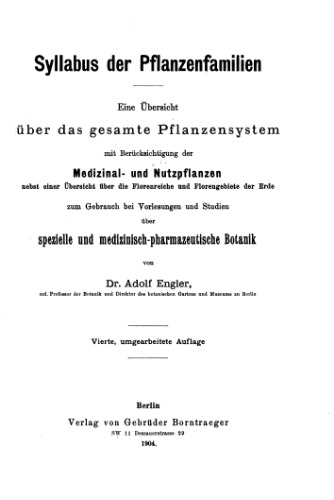 Syllabus der Pflanzenfamilien
Eine Übersicht
über das gesamte Pflanzensystem
mit Berücksichtigung der
Medizinal- und Nutzpflanzen
nebst einer Übersicht über die Florenreiche und Florengebiete der Erde
zum Gebrauch bei Vorlesungen und Studien
über
spezielle und medizinisch-pharmazeutische Botanik
von
Dr. Adolf Engler,
ord. Professor der Botanik und Direktor des botanischen Gartens und Museums zu Berlin
Vierte, umgearbeitete Auflage
Berlin
Verlag von Gebrüder Borntraeger
SW 11 Dessauerstrasse 29
1904.